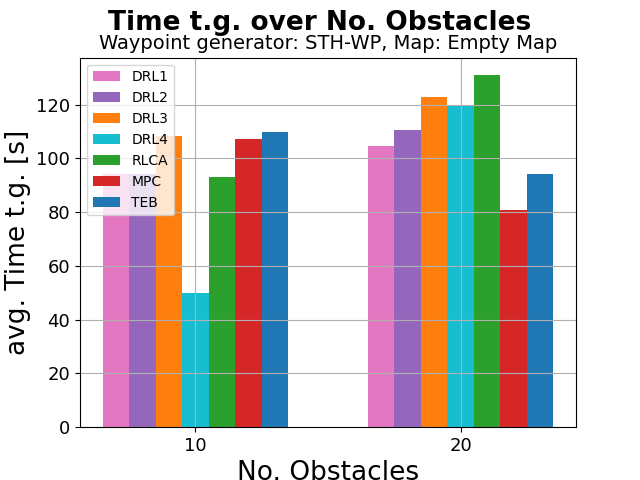 Time t.g. over No. Obstacles
Waypoint generator: STH-WP, Map: Empty Map
avg. Time t.g. [s]
120
100
80
60
40
20
0
DRL1
DRL2
DRL3
DRL4
RLCA
MPC
TEB
10
20
No. Obstacles